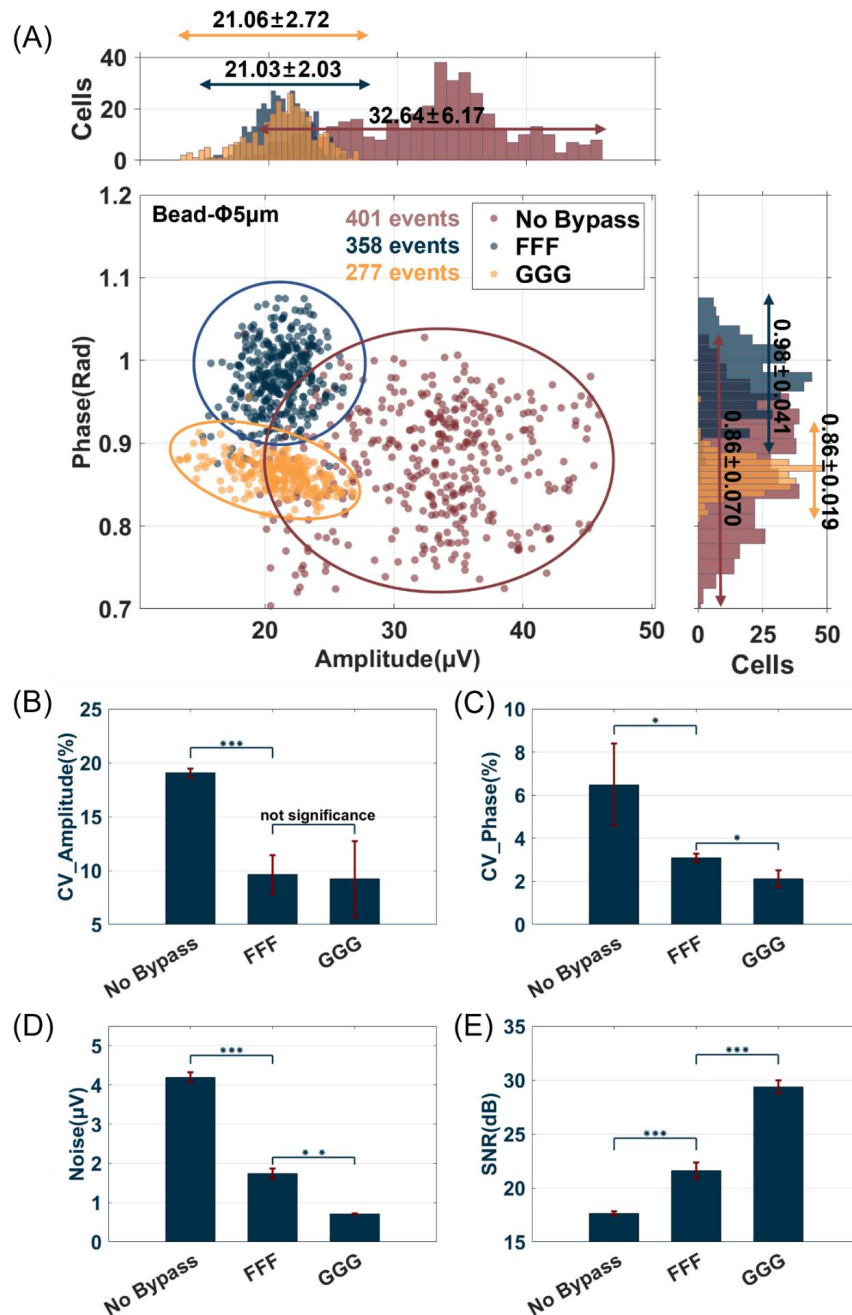 (A)
21.06±2.72
21.03±2.03
32.64±6.17
Cells
40
20
0
Bead-Φ5μm
401 events
358 events
277 events
No Bypass
FFF
GGG
Phase(Rad)
1.2
1.1
1
0.9
0.8
0.7
20
30
40
50
Amplitude(μV)
0.98±0.041
0.86±0.070
0.86±0.019
0
25
50
Cells
(B)
CV_Amplitude(%)
25
20
15
10
5
***
not significance
No Bypass
FFF
GGG
(C)
CV_Phase(%)
10
8
6
4
2
0
*
*
No Bypass
FFF
GGG
(D)
Noise(μV)
5
4
3
2
1
0
***
* *
No Bypass
FFF
GGG
(E)
SNR(dB)
35
30
25
20
15
***
***
No Bypass
FFF
GGG